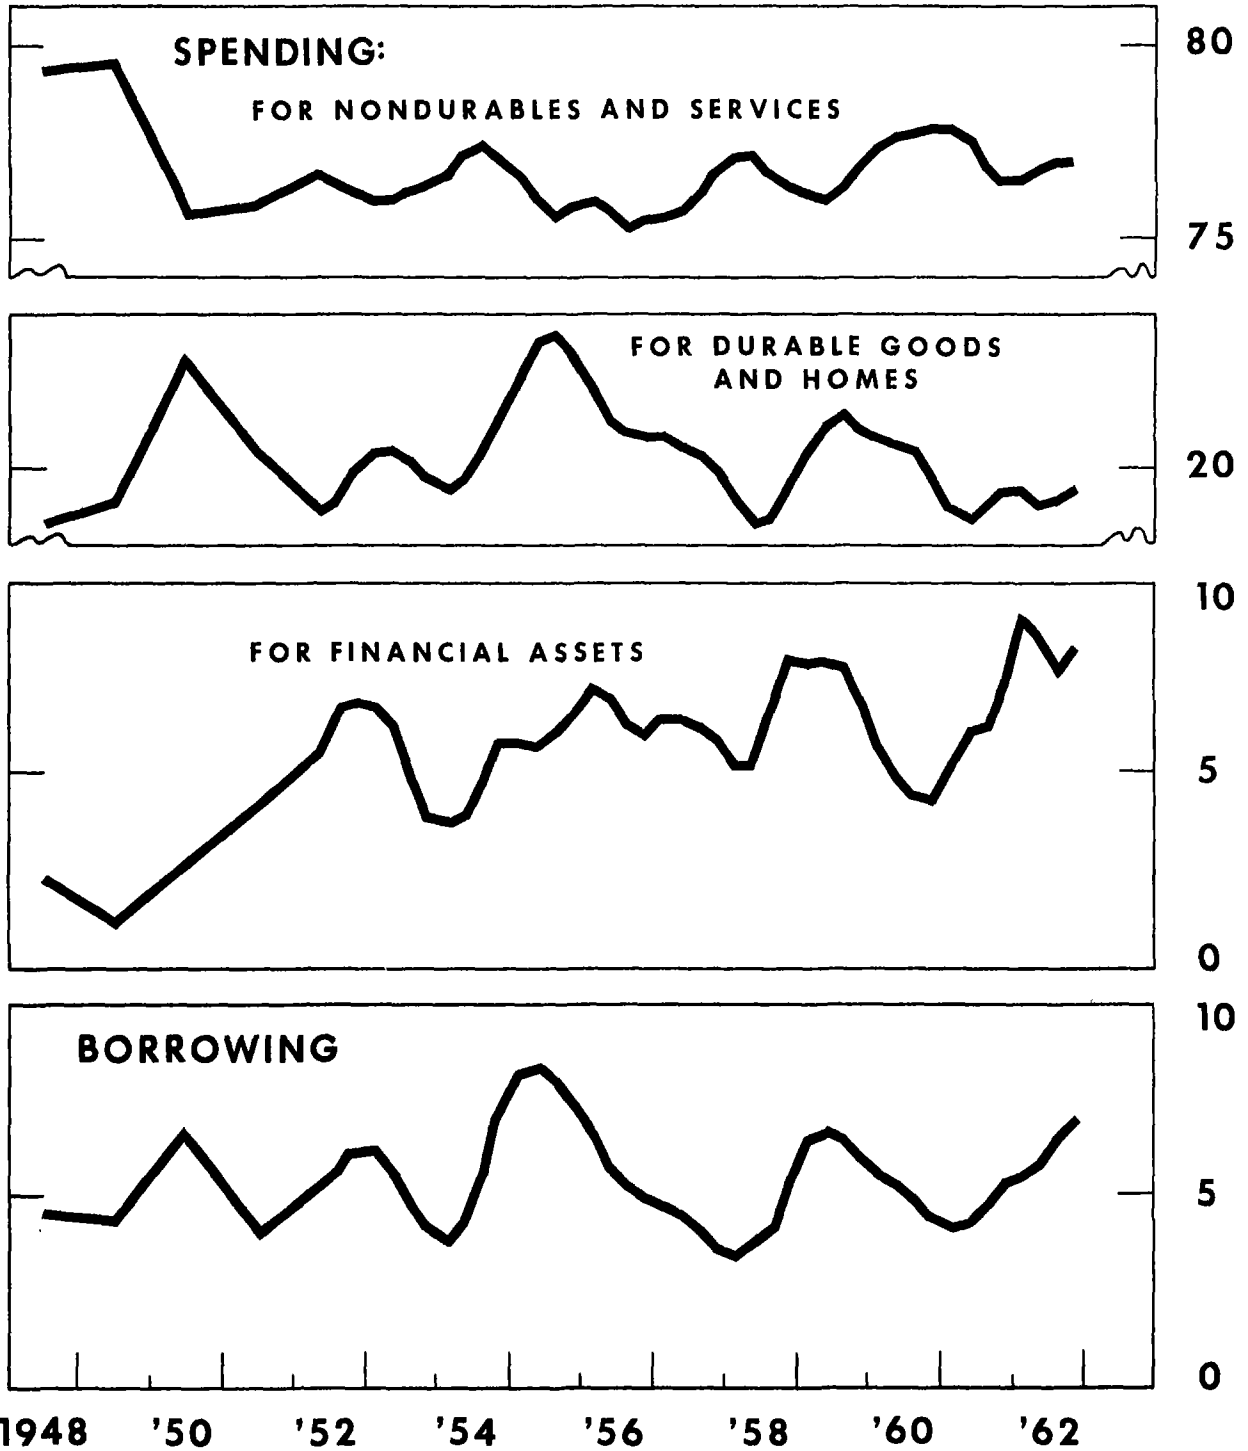 SPENDING:
FOR NONDURABLES AND SERVICES
80
75
FOR DURABLE GOODS
AND HOMES
20
10
FOR FINANCIAL ASSETS
5
0
10
BORROWING
5
0
1948 '50 '52 '54 '56 '58 '60 '62